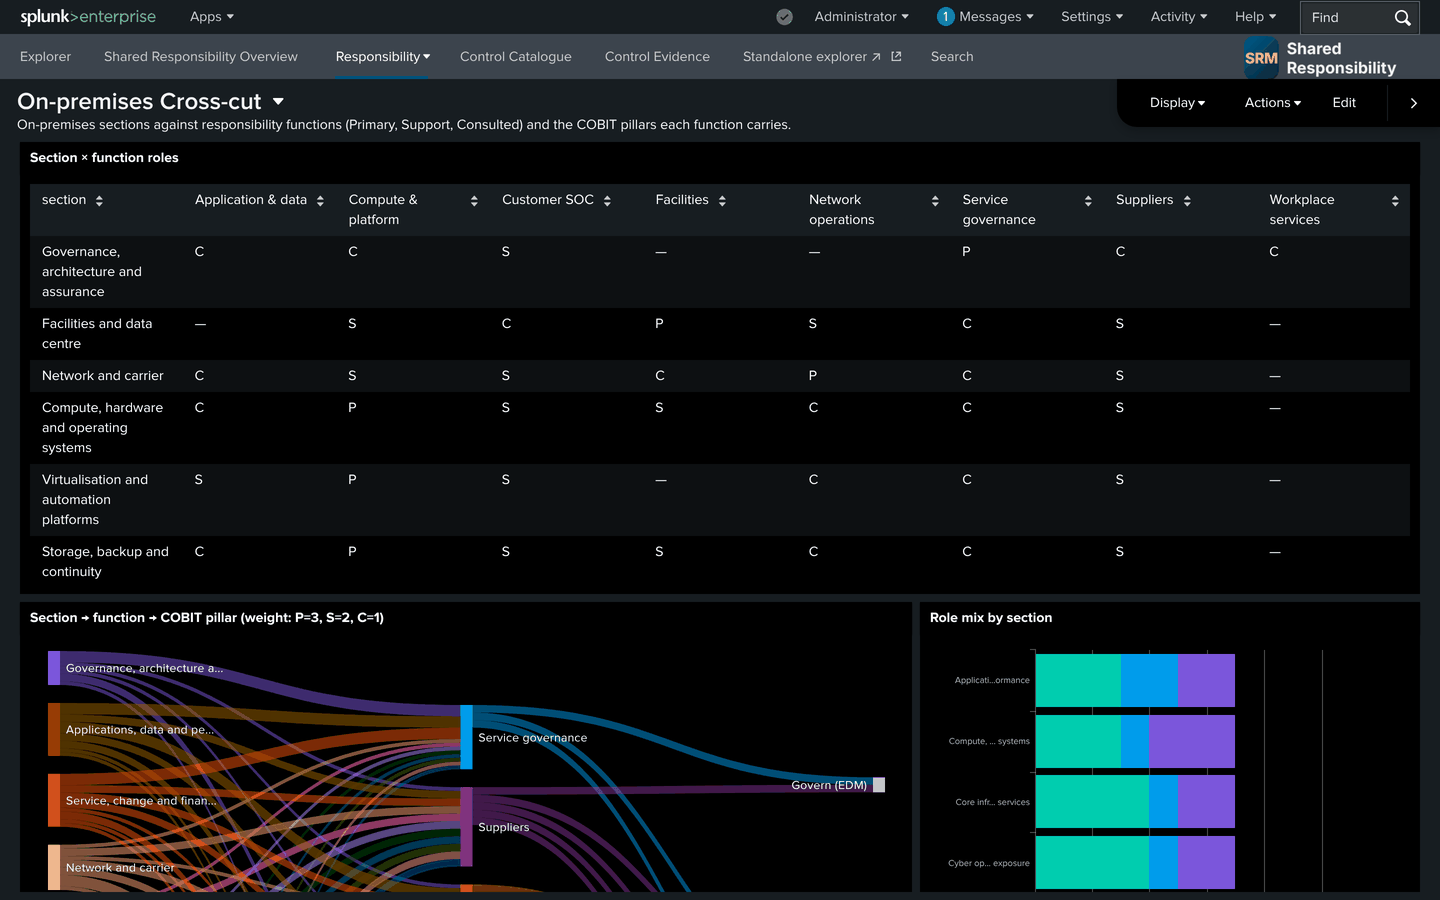 splunk>enterprise Apps Administrator 1 Messages Settings Activity Help Find
Explorer Shared Responsibility Overview Responsibility Control Catalogue Control Evidence Standalone explorer ↗ Search SRM Shared Responsibility
On-premises Cross-cut Display Actions Edit
On-premises sections against responsibility functions (Primary, Support, Consulted) and the COBIT pillars each function carries.
Section × function roles
section Application & data Compute & platform Customer SOC Facilities Network operations Service governance Suppliers Workplace services
Governance, architecture and assurance C C S — — P C C
Facilities and data centre — S C P S C S —
Network and carrier C S S C P C S —
Compute, hardware and operating systems C P S S C C S —
Virtualisation and automation platforms S P S — C C S —
Storage, backup and continuity C P S S C C S —
Section → function → COBIT pillar (weight: P=3, S=2, C=1)
Governance, architecture a...
Applications, data and pe...
Service, change and finan...
Network and carrier
Service governance
Suppliers
Govern (EDM)
Role mix by section
Applicati...ormance
Compute, ... systems
Core infr... services
Cyber op... exposure